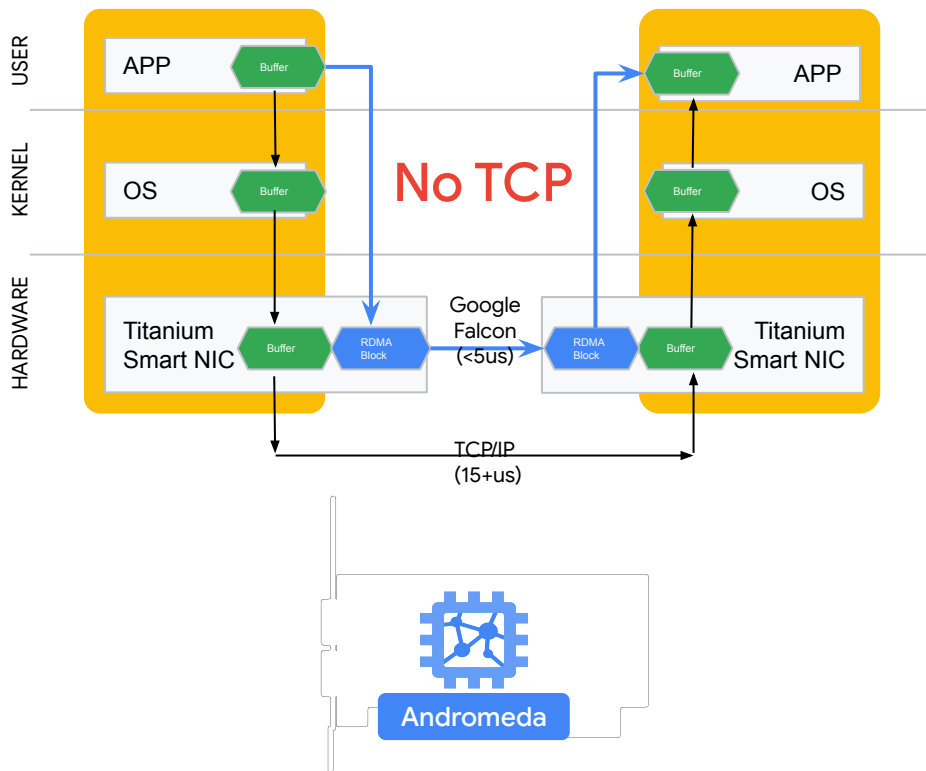 USER
APP
Buffer
Buffer
APP
KERNEL
OS
Buffer
No TCP
Buffer
OS
HARDWARE
Titanium
Smart NIC
Buffer
RDMA
Block
Google
Falcon
(<5us)
RDMA
Block
Buffer
Titanium
Smart NIC
TCP/IP
(15+us)
Andromeda